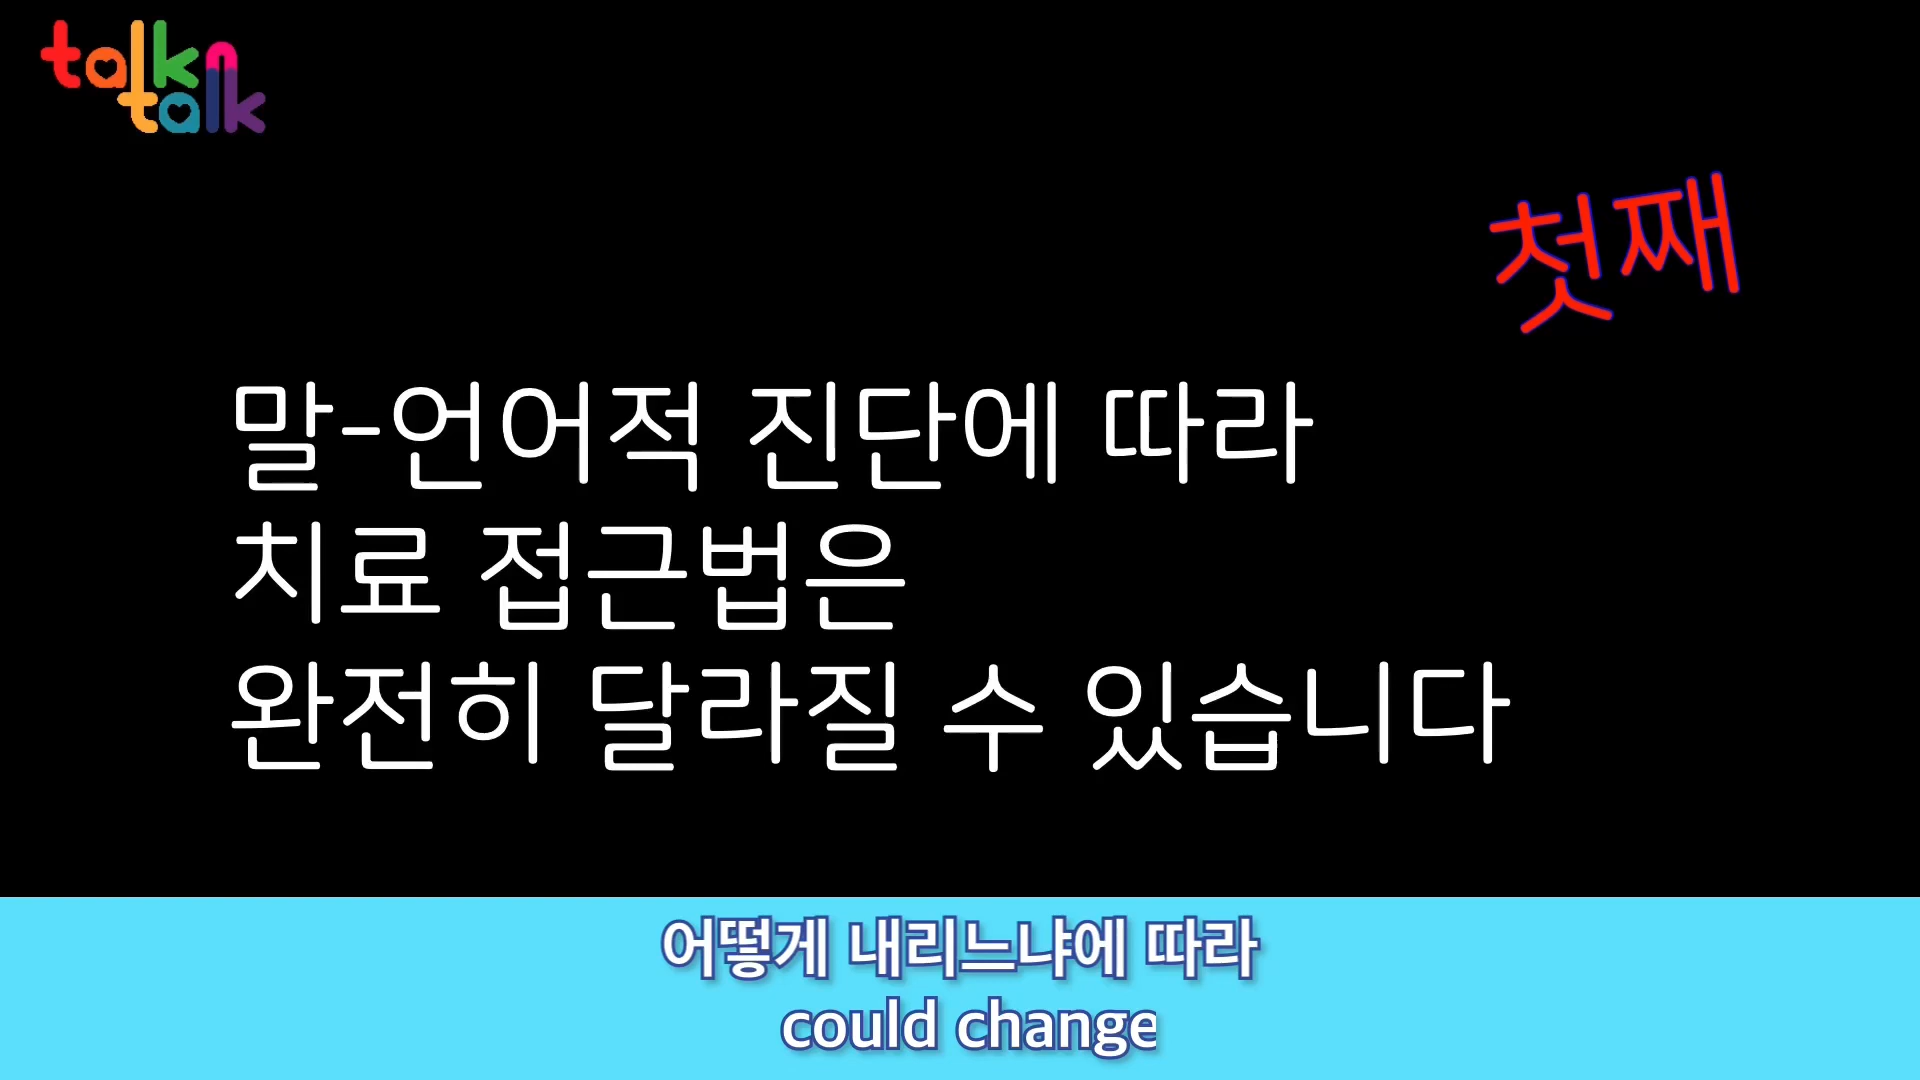 talk n
talk
첫째
말-언어적 진단에 따라
치료 접근법은
완전히 달라질 수 있습니다
어떻게 내리느냐에 따라
could change